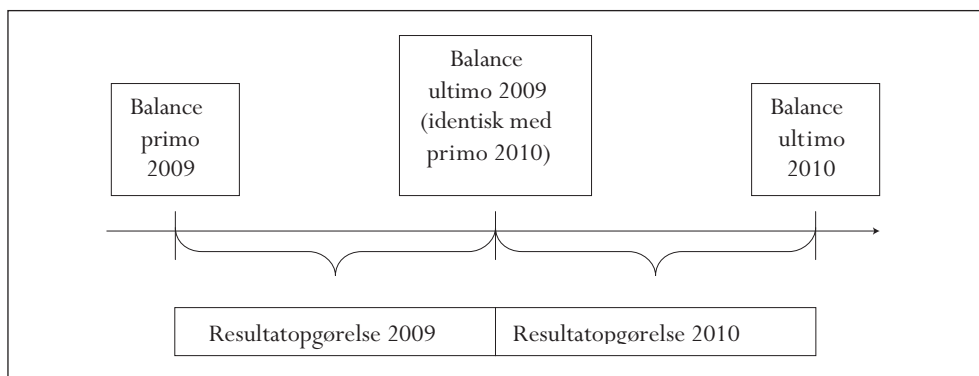 Balance
primo
2009
Balance
ultimo 2009
(identisk med
primo 2010)
Balance
ultimo
2010
Resultatopgørelse 2009
Resultatopgørelse 2010